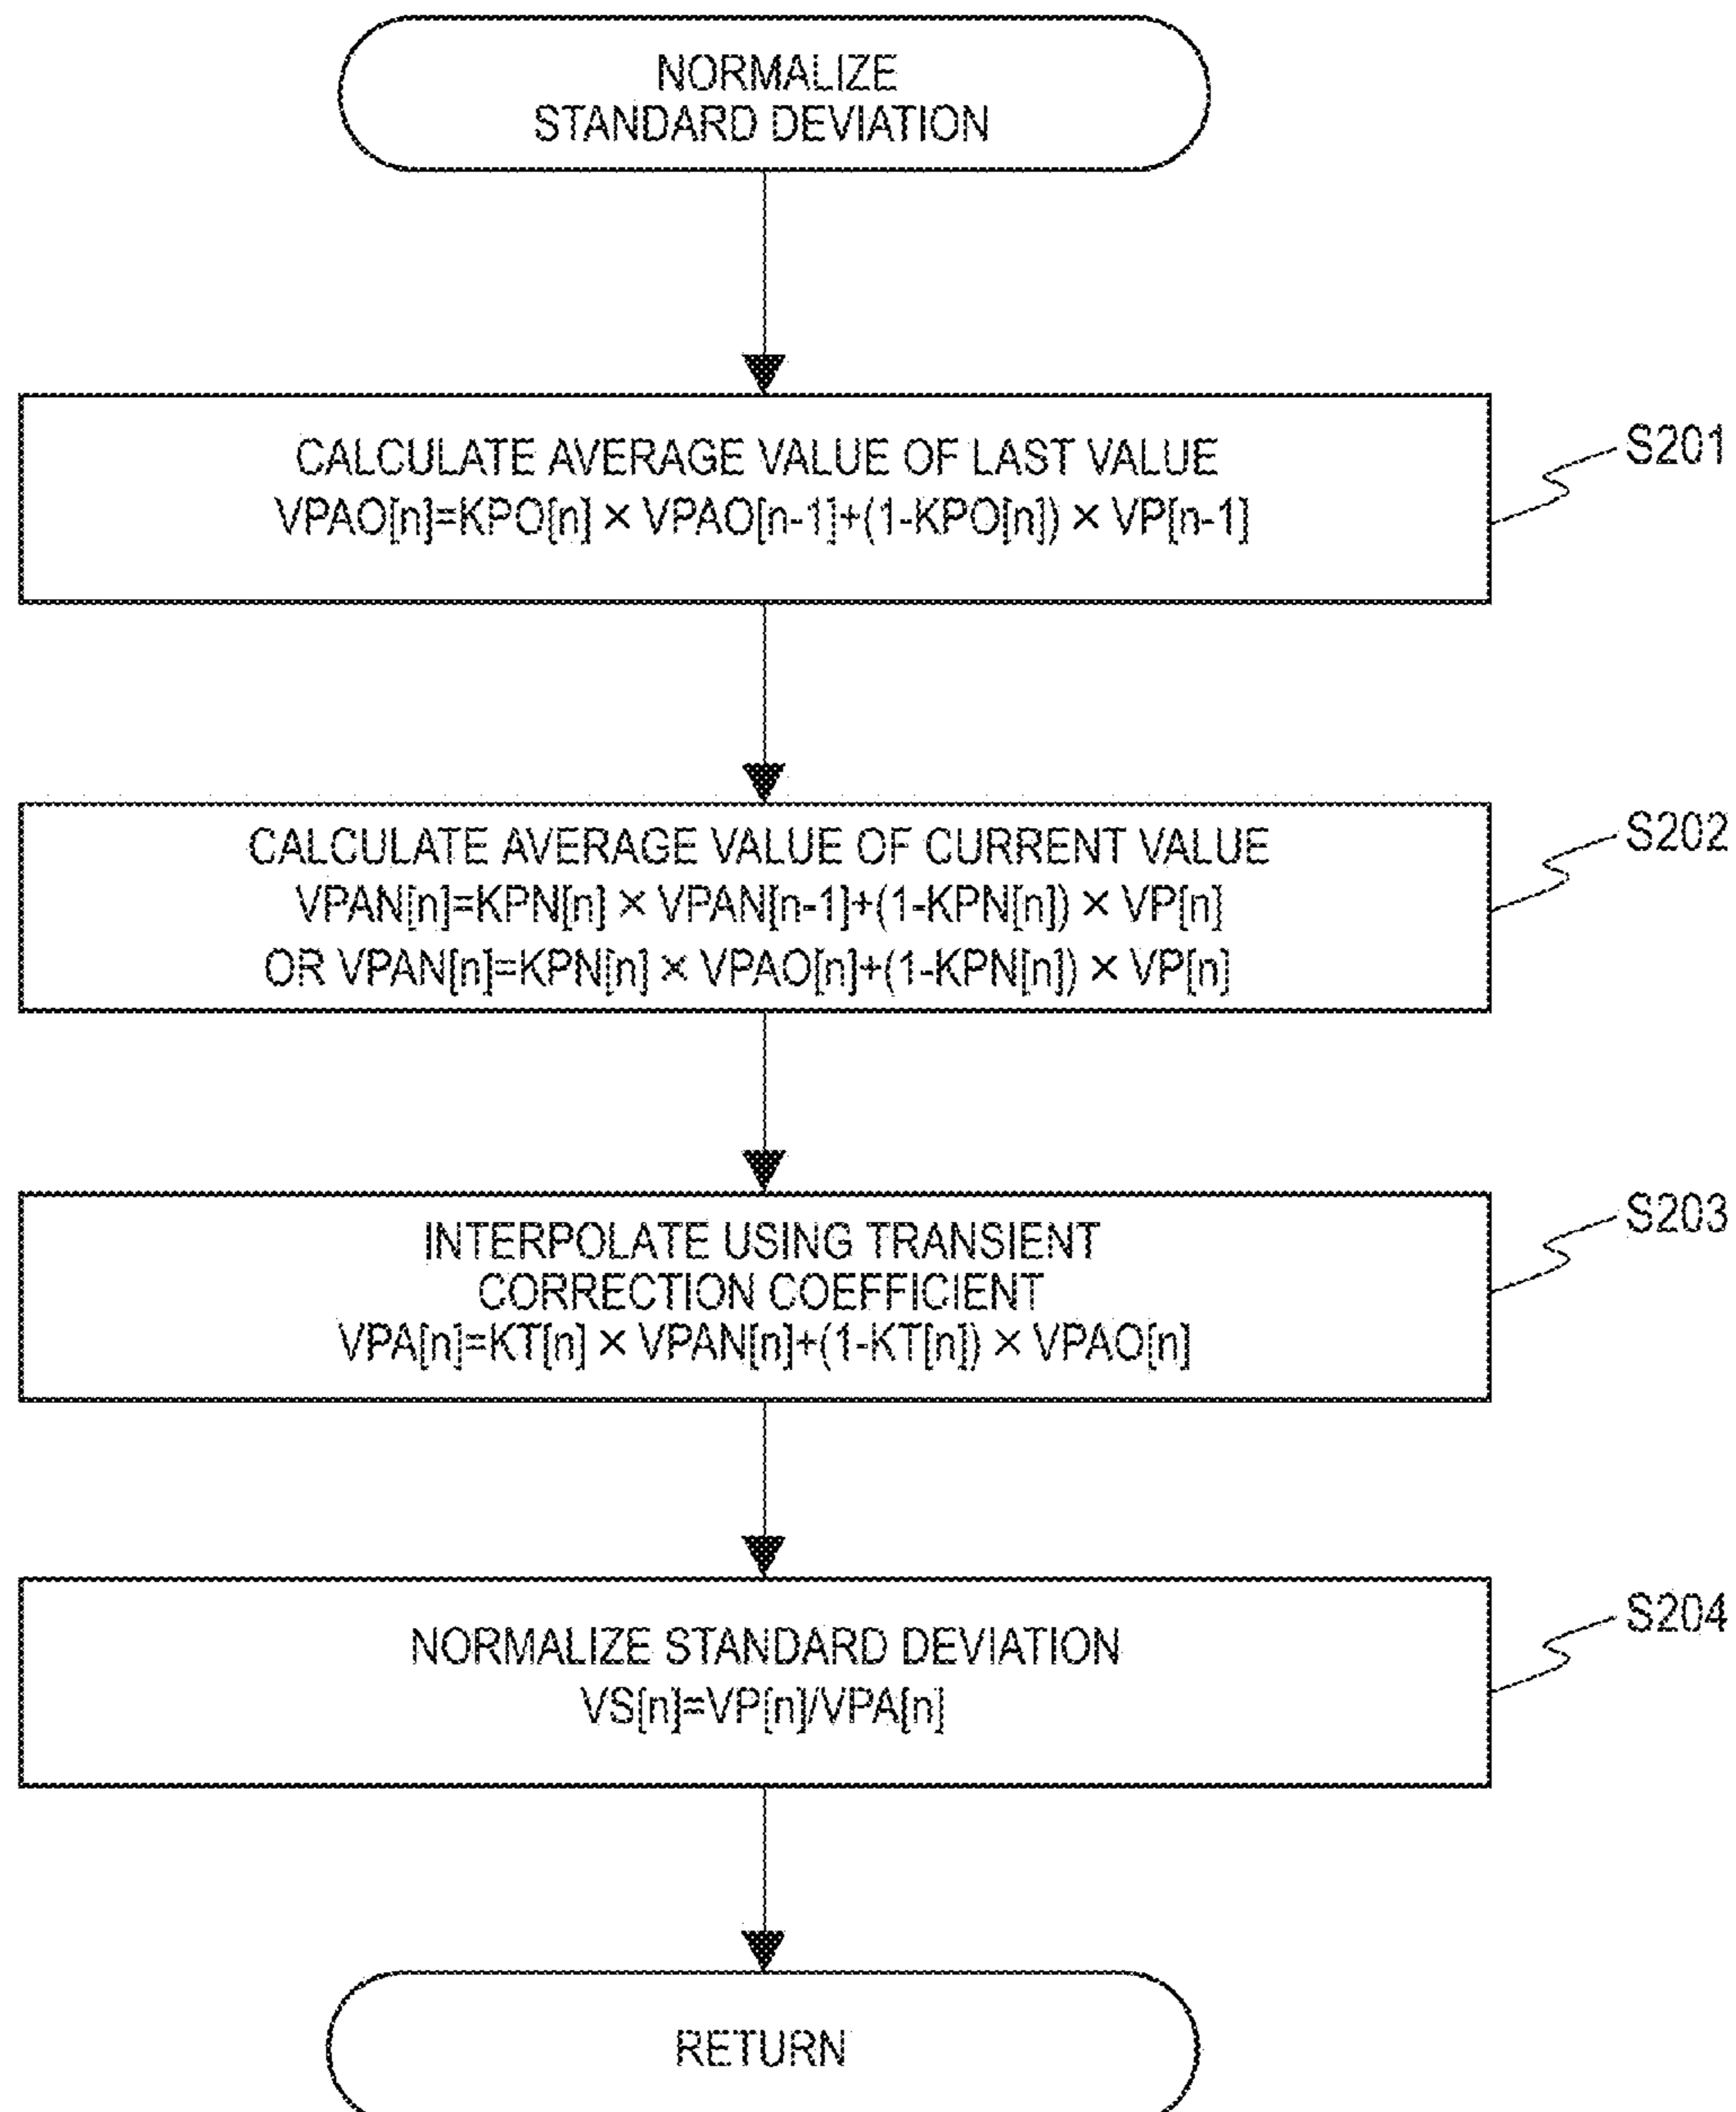 NORMALIZE
STANDARD DEVIATION
CALCULATE AVERAGE VALUE OF LAST VALUE
VPAO[n]=KPO[n] × VPAO[n-1]+(1-KPO[n]) × VP[n-1]
S201
CALCULATE AVERAGE VALUE OF CURRENT VALUE
VPAN[n]=KPN[n] × VPAN[n-1]+(1-KPN[n]) × VP[n]
OR VPAN[n]=KPN[n] × VPAO[n]+(1-KPN[n]) × VP[n]
S202
INTERPOLATE USING TRANSIENT
CORRECTION COEFFICIENT
VPA[n]=KT[n] × VPAN[n]+(1-KT[n]) × VPAO[n]
S203
NORMALIZE STANDARD DEVIATION
VS[n]=VP[n]/VPA[n]
S204
RETURN